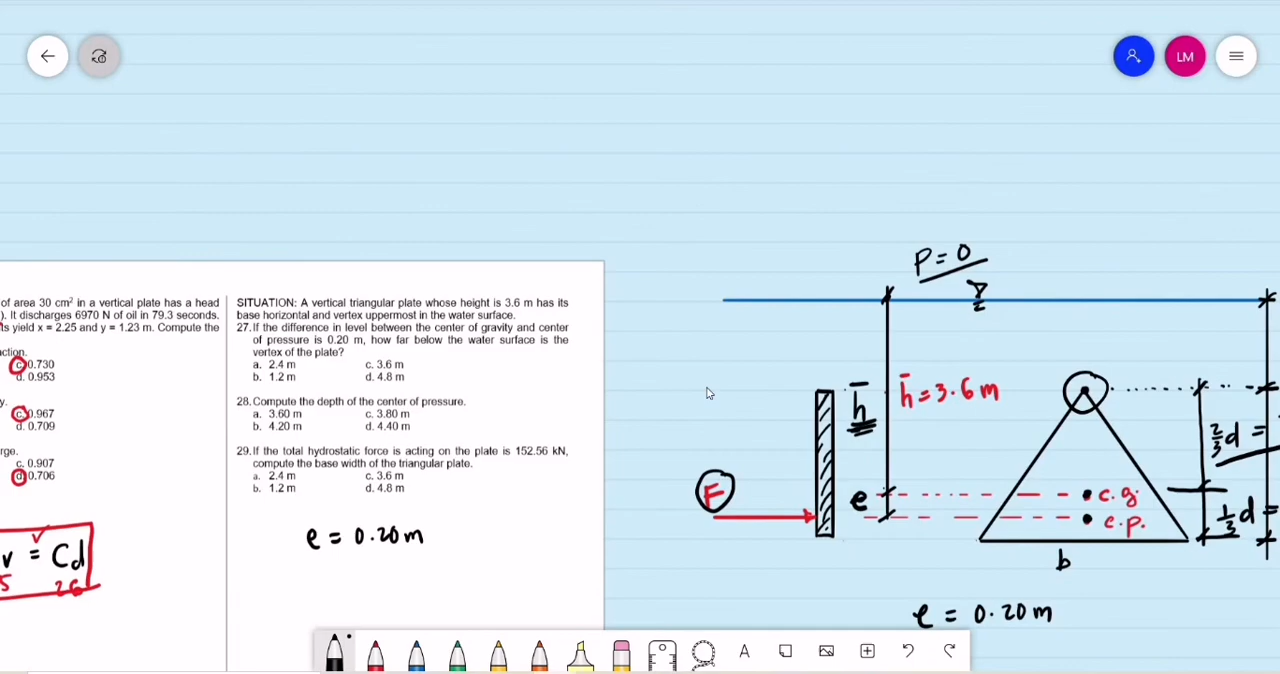 LM
of area 30 cm² in a vertical plate has a head
). It discharges 6970 N of oil in 79.3 seconds.
ts yield x = 2.25 and y = 1.23 m. Compute the
ction.
c. 0.730
d. 0.953
y.
c. 0.967
d. 0.709
rge.
c. 0.907
d. 0.706
v = Cd
26
SITUATION: A vertical triangular plate whose height is 3.6 m has its
base horizontal and vertex uppermost in the water surface.
27. If the difference in level between the center of gravity and center
of pressure is 0.20 m, how far below the water surface is the
vertex of the plate?
a. 2.4 m c. 3.6 m
b. 1.2 m d. 4.8 m
28. Compute the depth of the center of pressure.
a. 3.60 m c. 3.80 m
b. 4.20 m d. 4.40 m
29. If the total hydrostatic force is acting on the plate is 152.56 kN,
compute the base width of the triangular plate.
a. 2.4 m c. 3.6 m
b. 1.2 m d. 4.8 m
e = 0.20 m
P = 0
h̄
h̄ = 3.6 m
2/3 d =
F
e
c.g.
c.p.
1/3 d =
b
e = 0.20 m
A